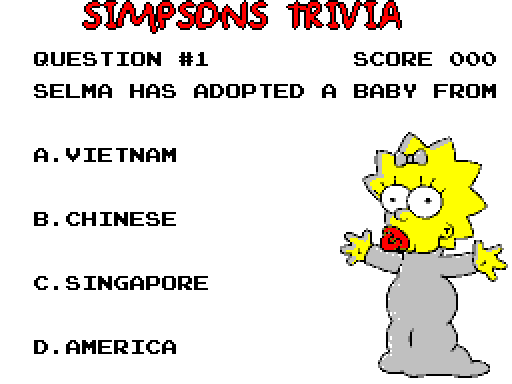 SIMPSONS TRIVIA
QUESTION #1 SCORE 000
SELMA HAS ADOPTED A BABY FROM
A.VIETNAM
B.CHINESE
C.SINGAPORE
D.AMERICA